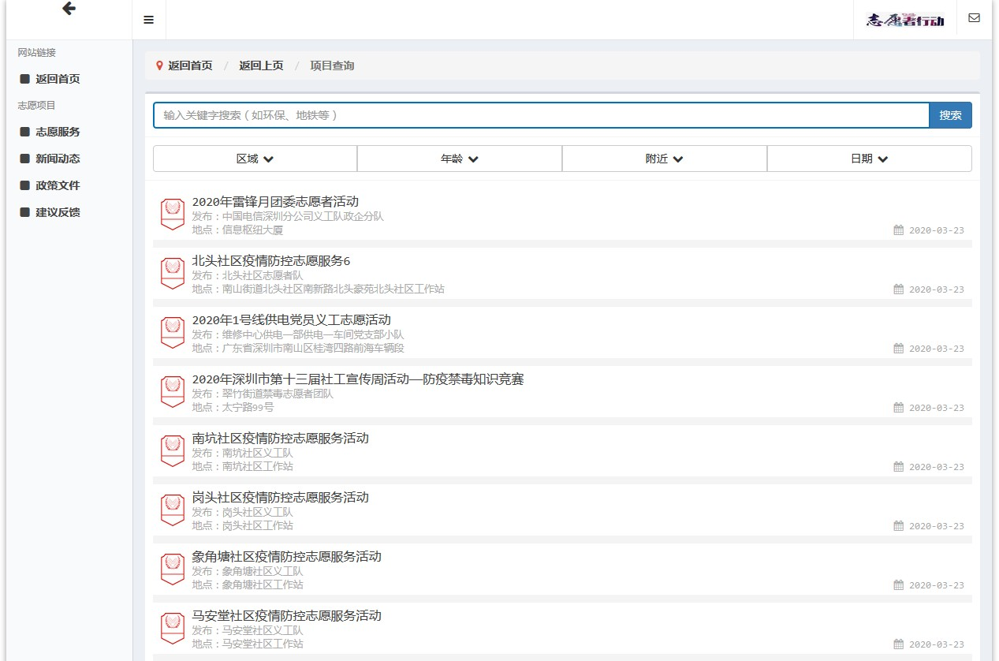 志愿者行动
网站链接
返回首页
志愿项目
志愿服务
新闻动态
政策文件
建议反馈
返回首页 / 返回上页 / 项目查询
输入关键字搜索（如环保、地铁等） 搜索
区域 年龄 附近 日期
2020年雷锋月团委志愿者活动
发布：中国电信深圳分公司义工队政企分队
地点：信息枢纽大厦 2020-03-23
北头社区疫情防控志愿服务6
发布：北头社区志愿者队
地点：南山街道北头社区南新路北头豪苑北头社区工作站 2020-03-23
2020年1号线供电党员义工志愿活动
发布：维修中心供电一部供电一车间党支部小队
地点：广东省深圳市南山区桂湾四路前海车辆段 2020-03-23
2020年深圳市第十三届社工宣传周活动——防疫禁毒知识竞赛
发布：翠竹街道禁毒志愿者团队
地点：太宁路99号 2020-03-23
南坑社区疫情防控志愿服务活动
发布：南坑社区义工队
地点：南坑社区工作站 2020-03-23
岗头社区疫情防控志愿服务活动
发布：岗头社区义工队
地点：岗头社区工作站 2020-03-23
象角塘社区疫情防控志愿服务活动
发布：象角塘社区义工队
地点：象角塘社区工作站 2020-03-23
马安堂社区疫情防控志愿服务活动
发布：马安堂社区义工队
地点：马安堂社区工作站 2020-03-23